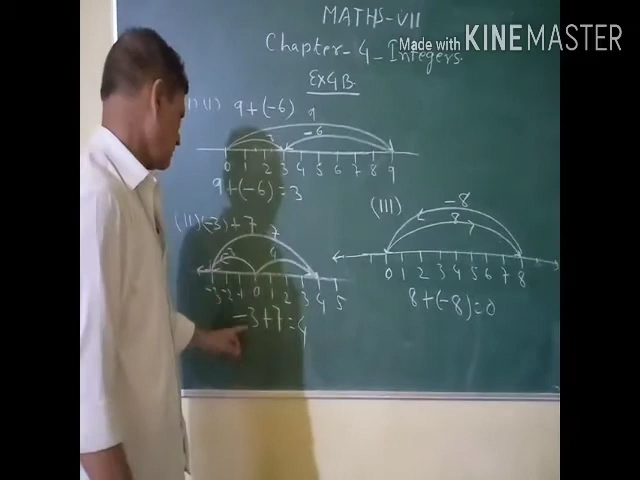 MATHS-VII
Chapter-4-Integers.
Made with KINEMASTER
Ex4B
(I) 9+(-6)
9
-6
3
0 1 2 3 4 5 6 7 8 9
9+(-6)=3
(II)(-3)+7
7
-3
4
-3 -2 -1 0 1 2 3 4 5
-3+7=4
(III)
-8
8
0 1 2 3 4 5 6 7 8
8+(-8)=0